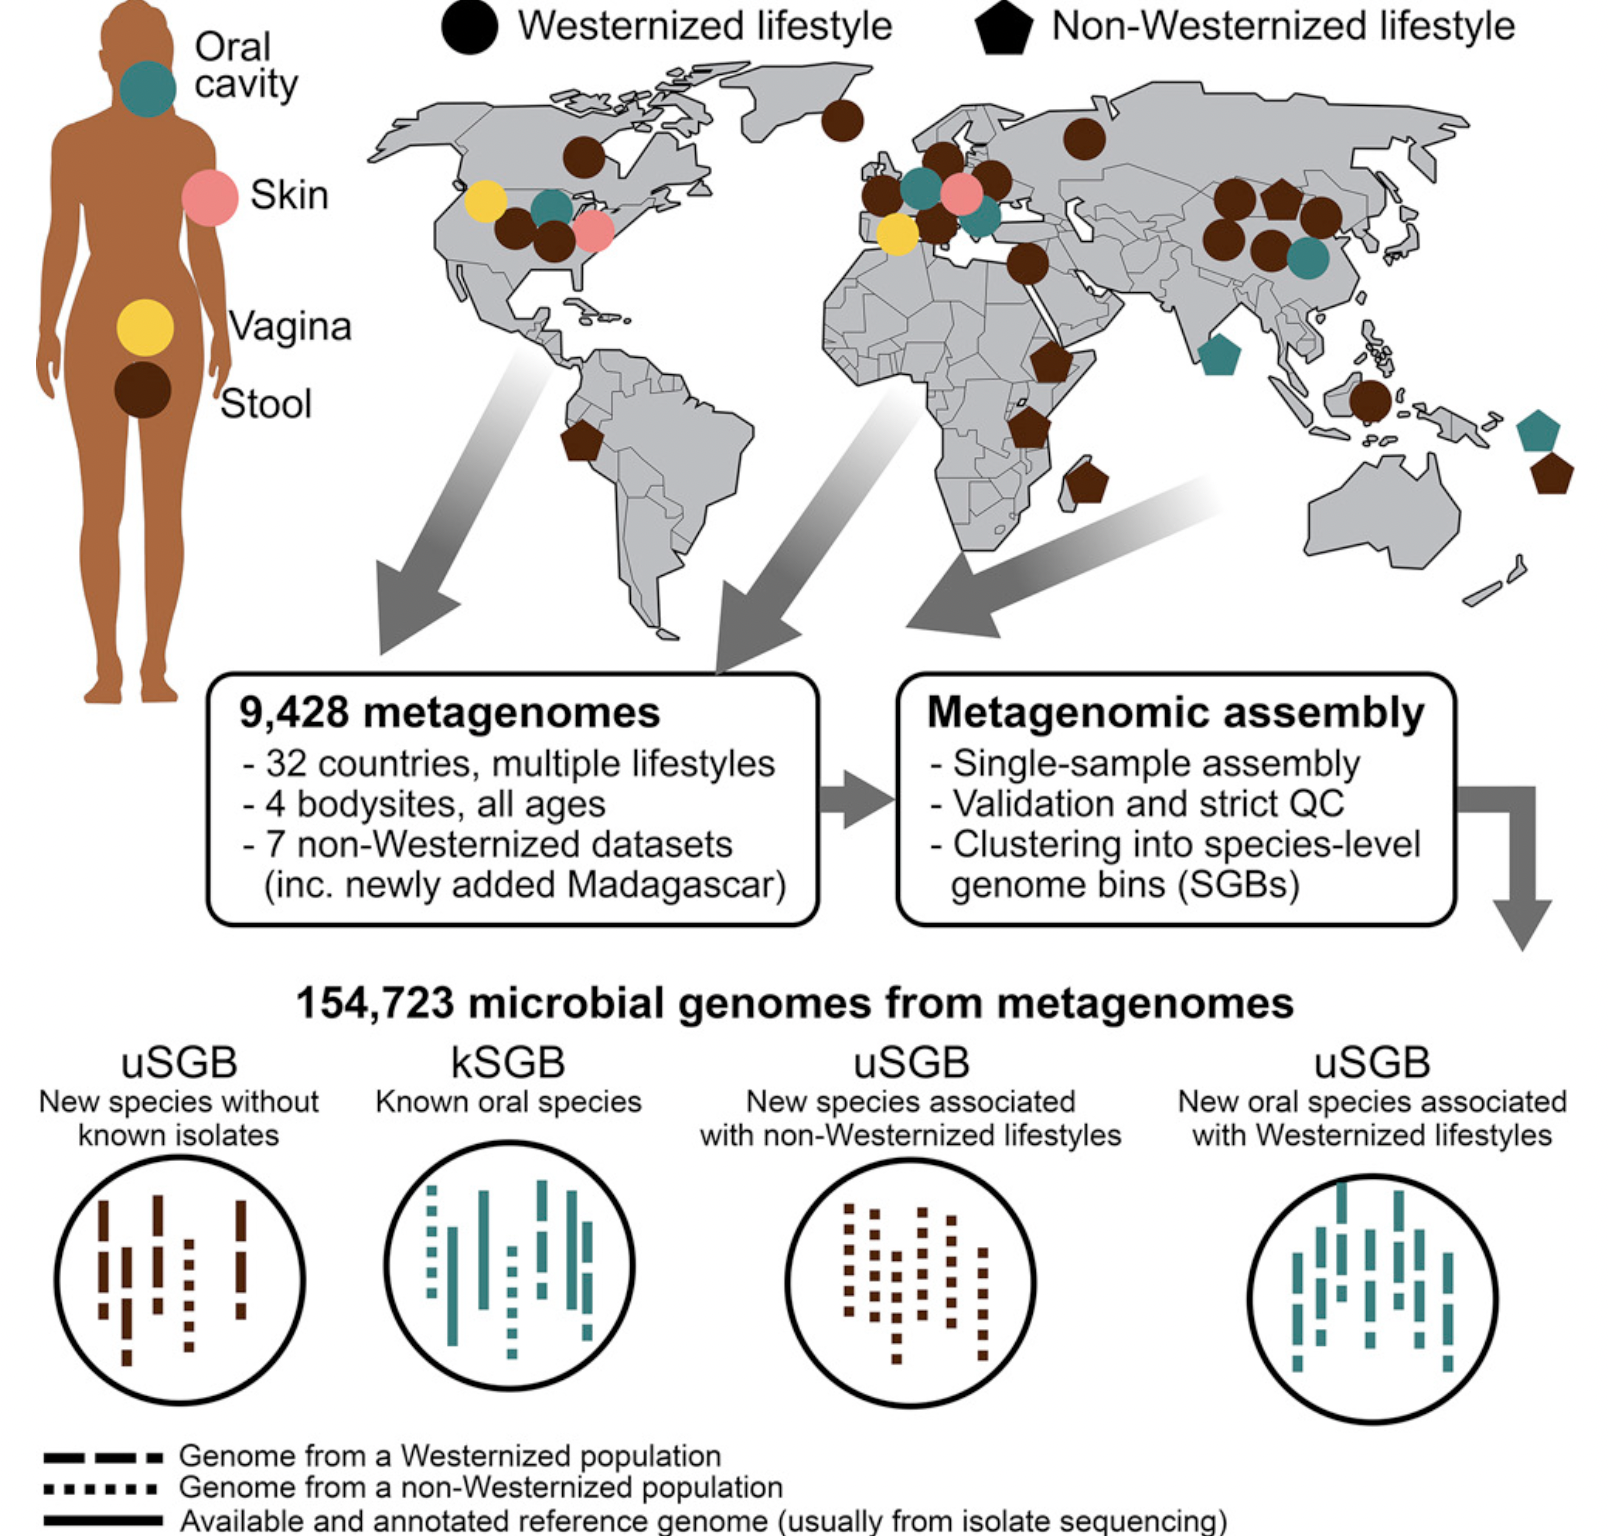 Westernized lifestyle
Non-Westernized lifestyle
Oral
cavity
Skin
Vagina
Stool
9,428 metagenomes
- 32 countries, multiple lifestyles
- 4 bodysites, all ages
- 7 non-Westernized datasets
(inc. newly added Madagascar)
Metagenomic assembly
- Single-sample assembly
- Validation and strict QC
- Clustering into species-level
genome bins (SGBs)
154,723 microbial genomes from metagenomes
uSGB
New species without
known isolates
kSGB
Known oral species
uSGB
New species associated
with non-Westernized lifestyles
uSGB
New oral species associated
with Westernized lifestyles
Genome from a Westernized population
Genome from a non-Westernized population
Available and annotated reference genome (usually from isolate sequencing)